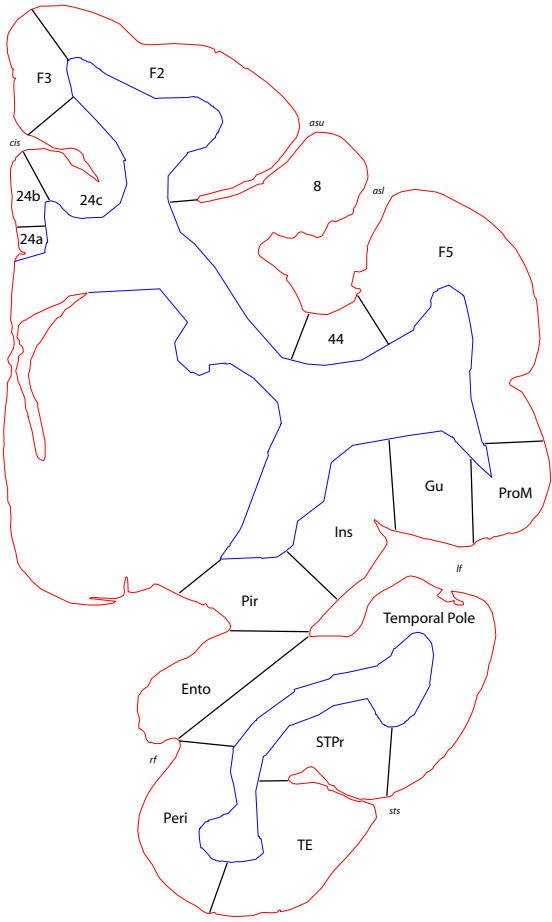 F2
F3
asu
cis
8
asl
24b
24c
24a
F5
44
Gu
ProM
Ins
lf
Pir
Temporal Pole
Ento
STPr
rf
sts
Peri
TE